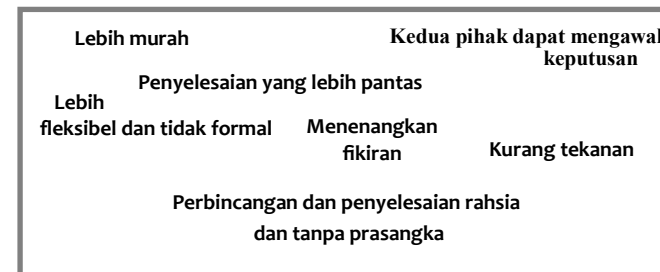 Lebih murah
Kedua pihak dapat mengawal
keputusan
Penyelesaian yang lebih pantas
Lebih
fleksibel dan tidak formal
Menenangkan
fikiran
Kurang tekanan
Perbincangan dan penyelesaian rahsia
dan tanpa prasangka